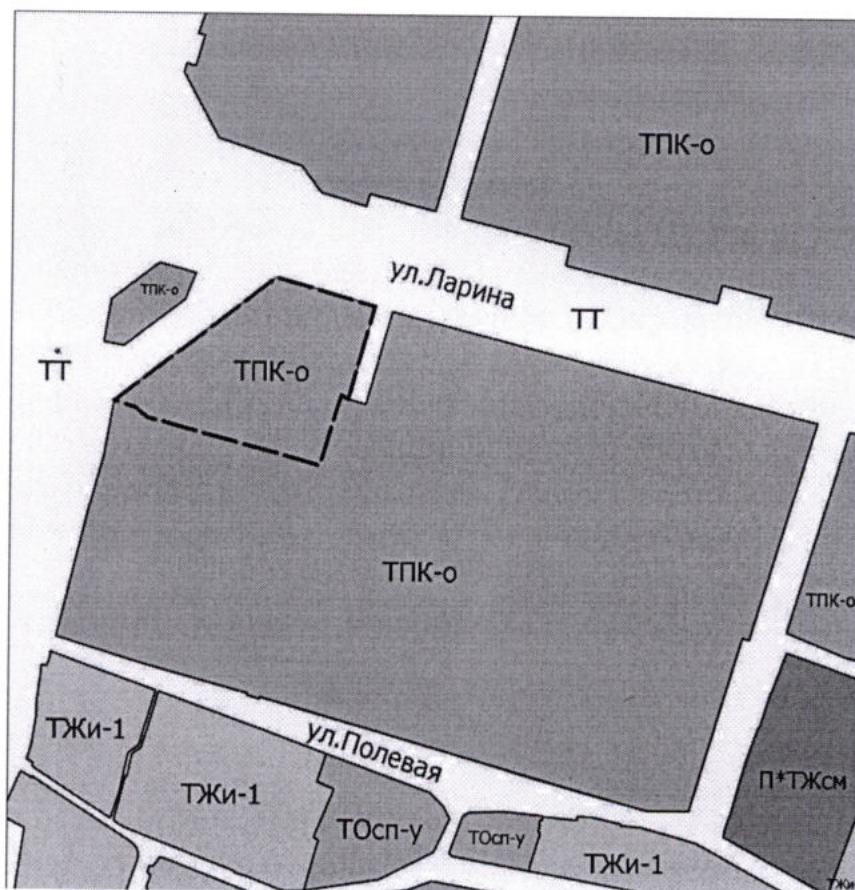 ТПК-о
ул.Ларина
ТПК-о
ТТ
ТТ
ТПК-о
ТПК-о
ТПК-о
ТЖи-1
ул.Полевая
П*ТЖсм
ТЖи-1
ТОсп-у
ТОсп-у
ТЖи-1